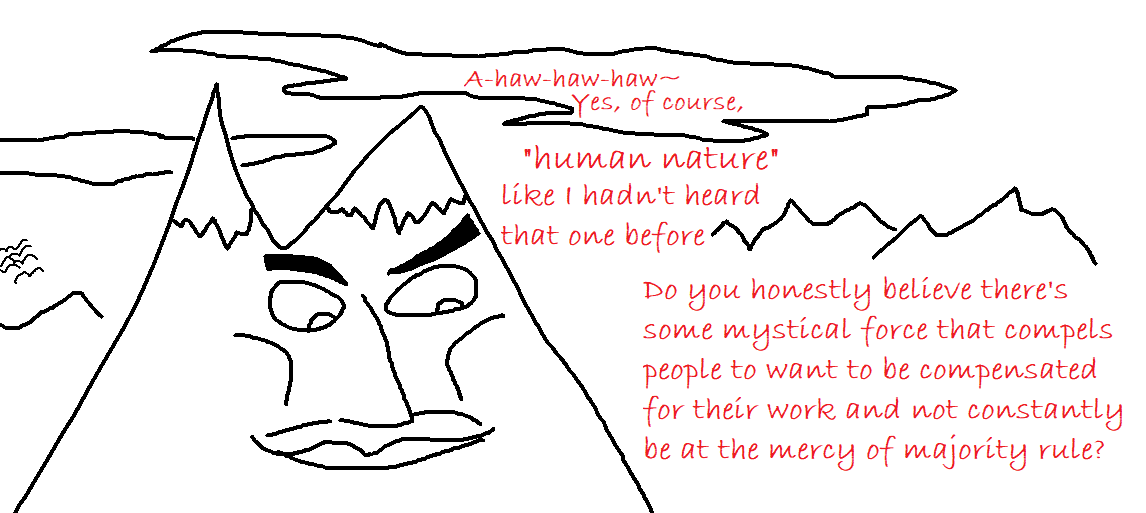 A-haw-haw-haw~
Yes, of course,
"human nature"
like I hadn't heard
that one before
Do you honestly believe there's
some mystical force that compels
people to want to be compensated
for their work and not constantly
be at the mercy of majority rule?